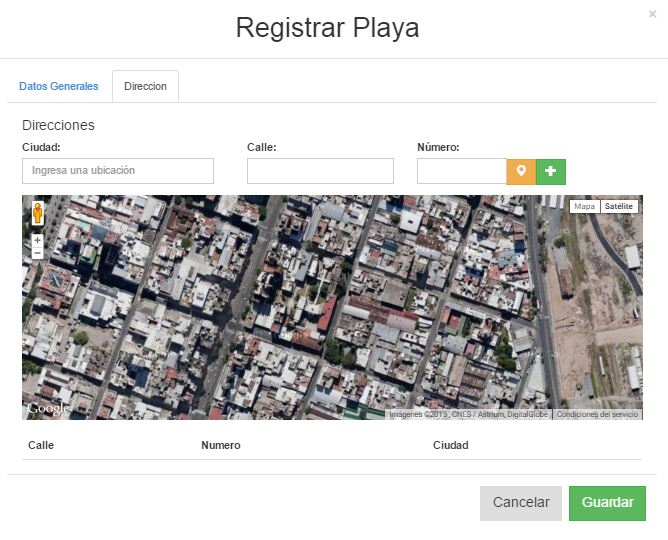 ×
Registrar Playa
Datos Generales
Direccion
Direcciones
Ciudad:
Calle:
Número:
Ingresa una ubicación
Mapa
Satélite
Google
Imágenes ©2015 , CNES / Astrium, DigitalGlobe
Condiciones del servicio
Calle
Numero
Ciudad
Cancelar
Guardar